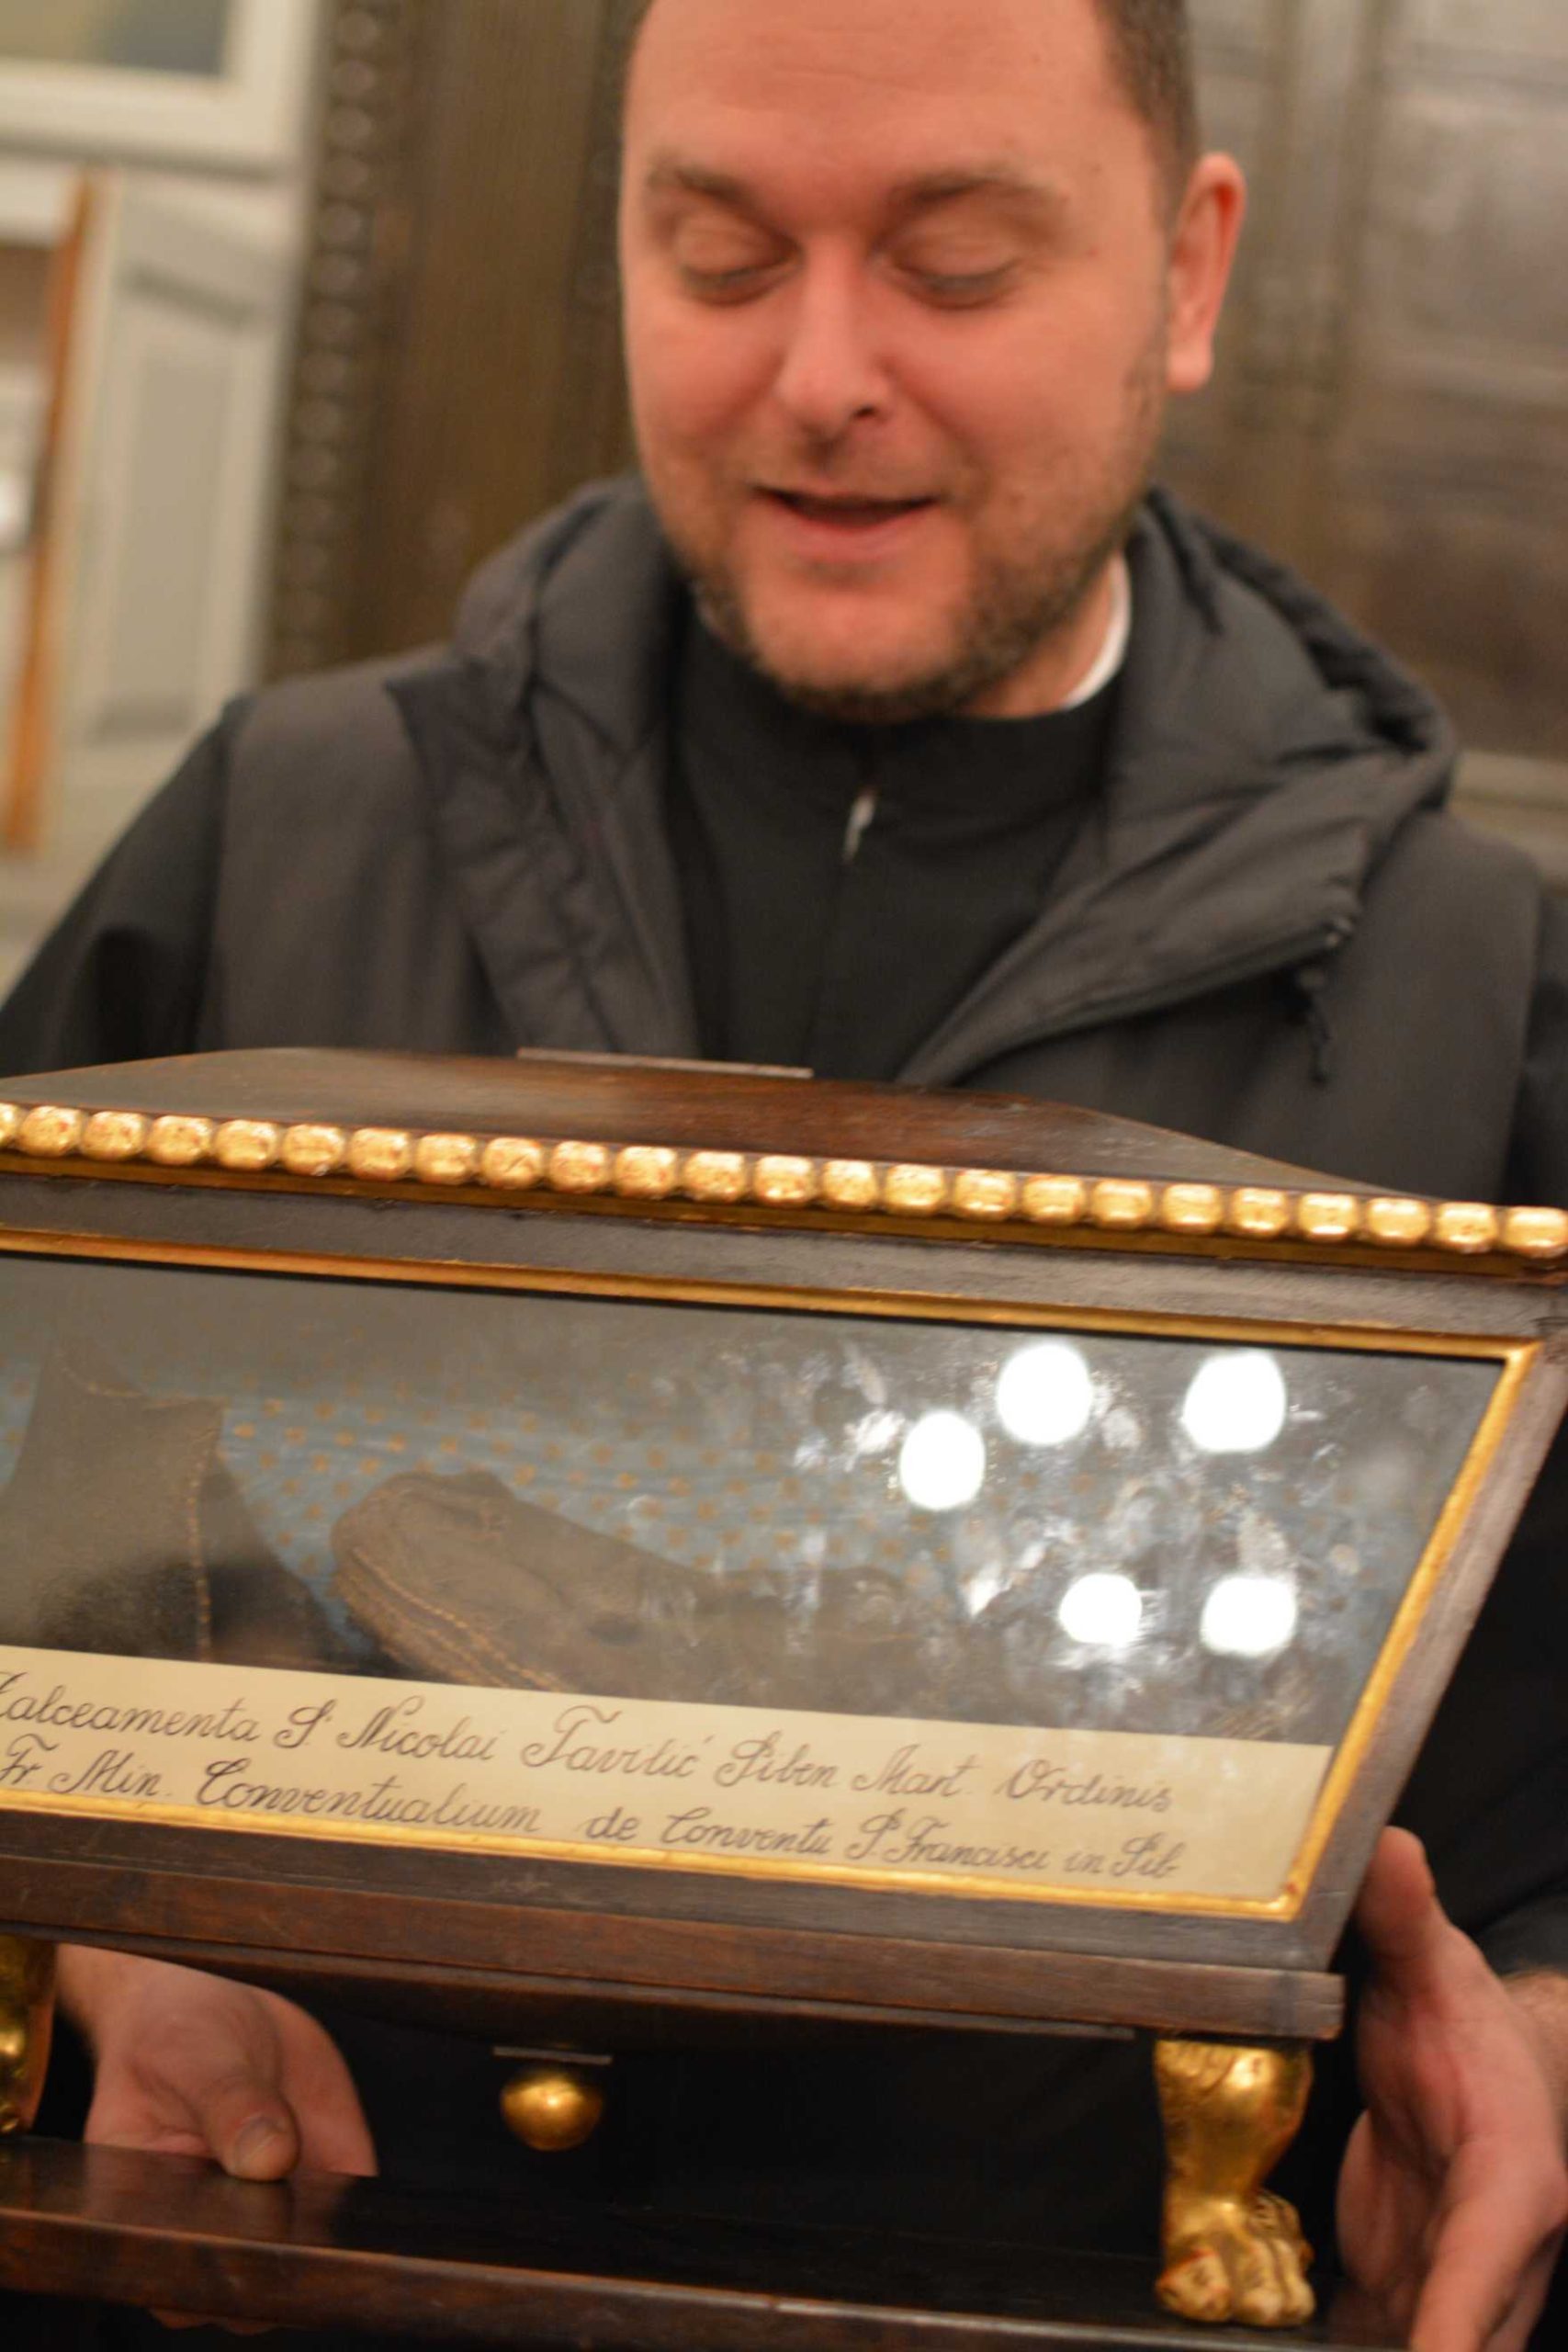 Calceamenta S. Nicolai Tavilić Siben Mart. Ordinis
Fr. Min. Conventualium de Conventu S. Francisci in Sib